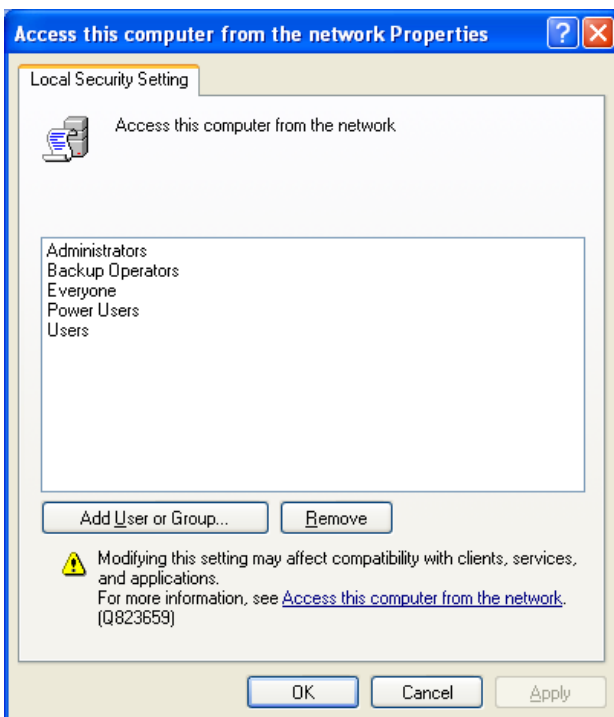 Access this computer from the network Properties
Local Security Setting
Access this computer from the network
Administrators
Backup Operators
Everyone
Power Users
Users
Add User or Group...
Remove
Modifying this setting may affect compatibility with clients, services,
and applications.
For more information, see Access this computer from the network.
(Q823659)
OK
Cancel
Apply